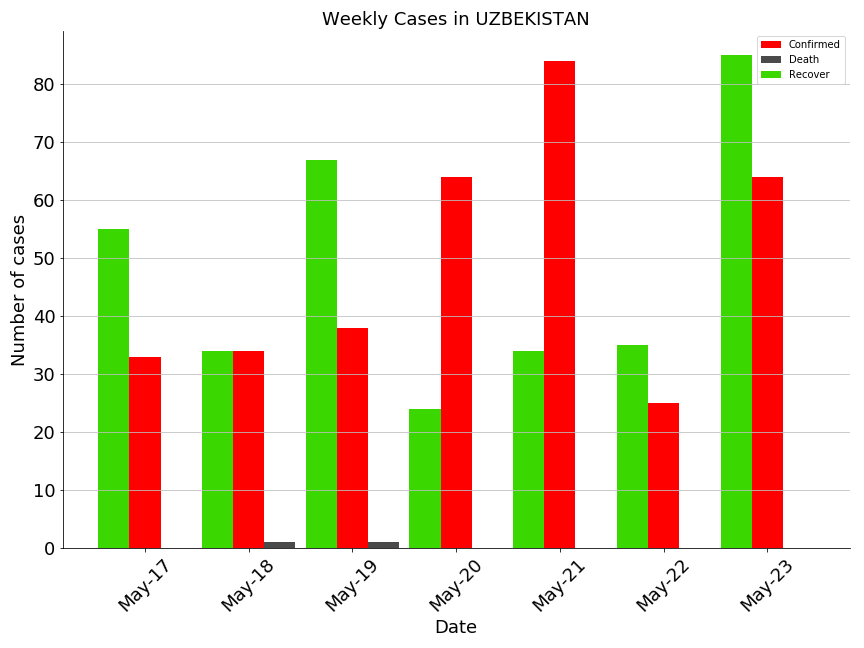 Weekly Cases in UZBEKISTAN
Confirmed
Death
Recover
Number of cases
80
70
60
50
40
30
20
10
0
May-17
May-18
May-19
May-20
May-21
May-22
May-23
Date